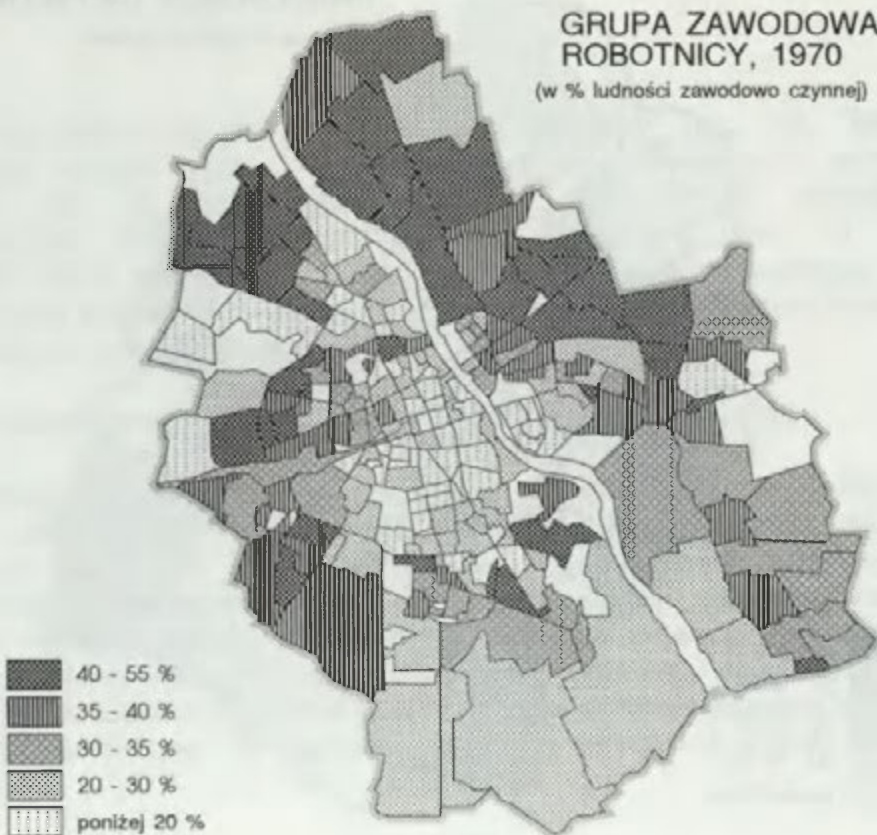 GRUPA ZAWODOWA
ROBOTNICY, 1970
(w % ludności zawodowo czynnej)
40 - 55 %
35 - 40 %
30 - 35 %
20 - 30 %
poniżej 20 %